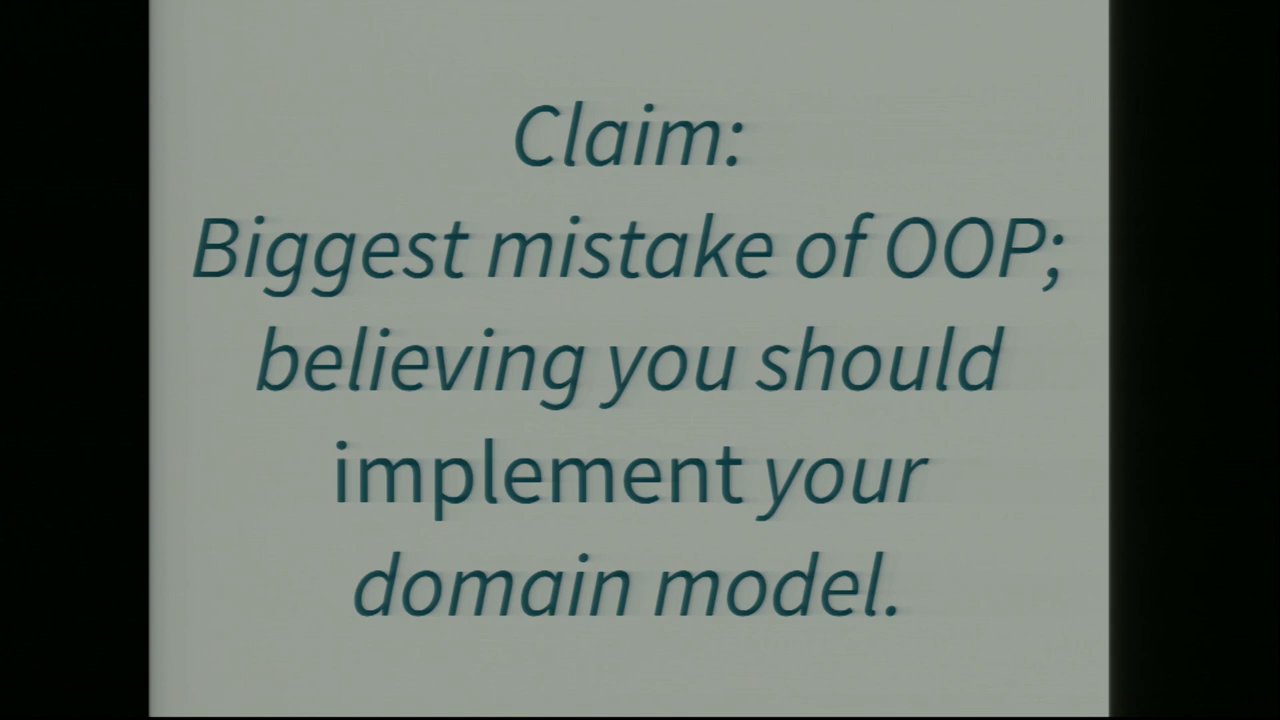 Claim:
Biggest mistake of OOP;
believing you should
implement your
domain model.